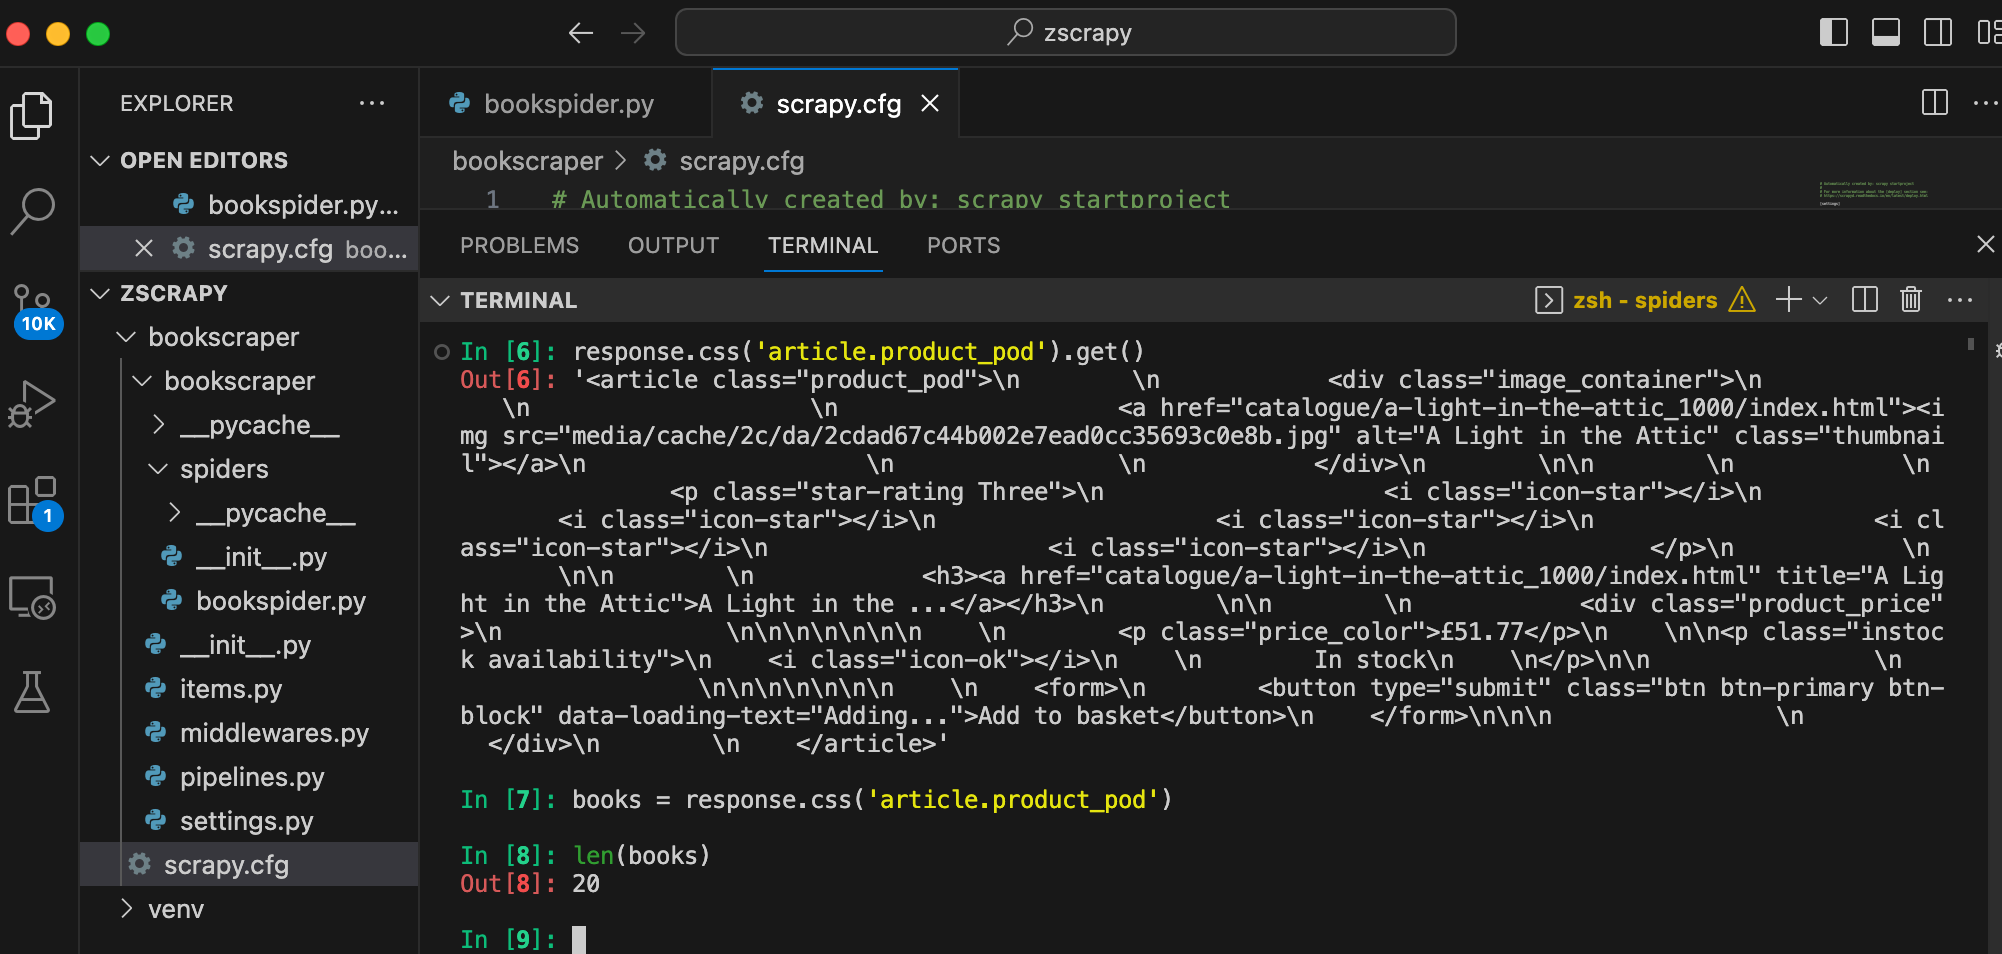 zscrapy
EXPLORER
OPEN EDITORS
bookspider.py...
scrapy.cfg boo...
ZSCRAPY
bookscraper
bookscraper
__pycache__
spiders
__pycache__
__init__.py
bookspider.py
__init__.py
items.py
middlewares.py
pipelines.py
settings.py
scrapy.cfg
venv
10K
1
bookspider.py
scrapy.cfg
bookscraper > scrapy.cfg
1 # Automatically created by: scrapy startproject
PROBLEMS OUTPUT TERMINAL PORTS
TERMINAL
zsh - spiders
In [6]: response.css('article.product_pod').get()
Out[6]: '<article class="product_pod">\n        \n            <div class="image_container">\n
\n                    \n                    <a href="catalogue/a-light-in-the-attic_1000/index.html"><i
mg src="media/cache/2c/da/2cdad67c44b002e7ead0cc35693c0e8b.jpg" alt="A Light in the Attic" class="thumbnai
l"></a>\n                    \n                \n            </div>\n        \n\n        \n            \n
<p class="star-rating Three">\n                    <i class="icon-star"></i>\n
<i class="icon-star"></i>\n                    <i class="icon-star"></i>\n                    <i cl
ass="icon-star"></i>\n                    <i class="icon-star"></i>\n                </p>\n            \n
\n\n        \n            <h3><a href="catalogue/a-light-in-the-attic_1000/index.html" title="A Lig
ht in the Attic">A Light in the ...</a></h3>\n        \n\n        \n            <div class="product_price"
>\n                \n\n\n\n\n\n\n    \n        <p class="price_color">£51.77</p>\n    \n\n<p class="instoc
k availability">\n    <i class="icon-ok"></i>\n    \n        In stock\n    \n</p>\n\n                \n
\n\n\n\n\n\n\n    \n    <form>\n        <button type="submit" class="btn btn-primary btn-
block" data-loading-text="Adding...">Add to basket</button>\n    </form>\n\n\n                \n
</div>\n        \n    </article>'
In [7]: books = response.css('article.product_pod')
In [8]: len(books)
Out[8]: 20
In [9]: